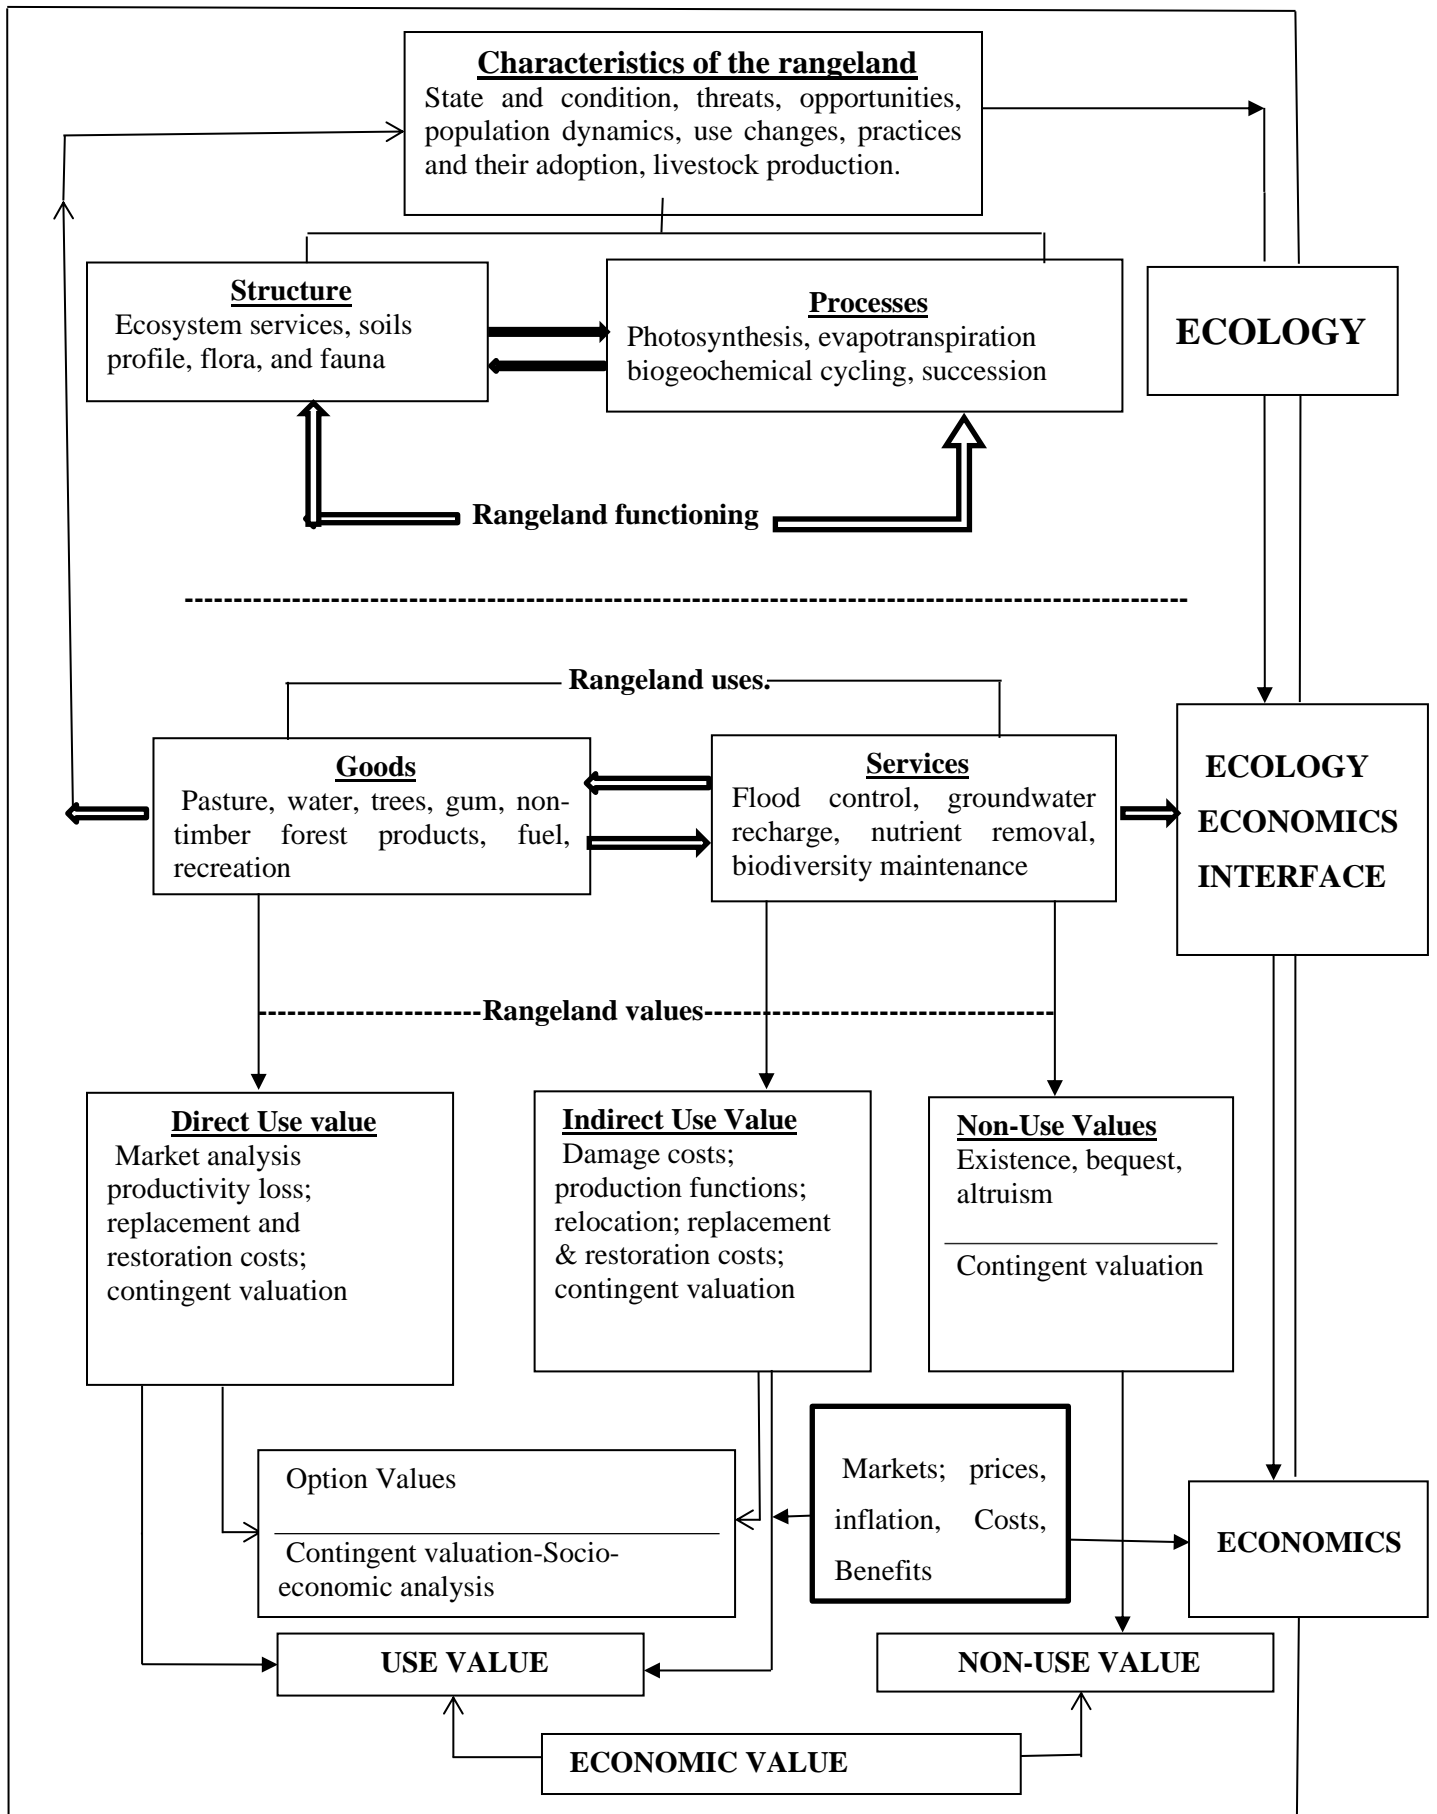 Characteristics of the rangeland
State and condition, threats, opportunities,
population dynamics, use changes, practices
and their adoption, livestock production.
Structure
Ecosystem services, soils
profile, flora, and fauna
Processes
Photosynthesis, evapotranspiration
biogeochemical cycling, succession
ECOLOGY
Rangeland functioning
Rangeland uses.
Goods
Pasture, water, trees, gum, non-
timber forest products, fuel,
recreation
Services
Flood control, groundwater
recharge, nutrient removal,
biodiversity maintenance
ECOLOGY
ECONOMICS
INTERFACE
Rangeland values
Direct Use value
Market analysis
productivity loss;
replacement and
restoration costs;
contingent valuation
Indirect Use Value
Damage costs;
production functions;
relocation; replacement
& restoration costs;
contingent valuation
Non-Use Values
Existence, bequest,
altruism
Contingent valuation
Option Values
Contingent valuation-Socio-
economic analysis
Markets; prices,
inflation, Costs,
Benefits
ECONOMICS
USE VALUE
NON-USE VALUE
ECONOMIC VALUE